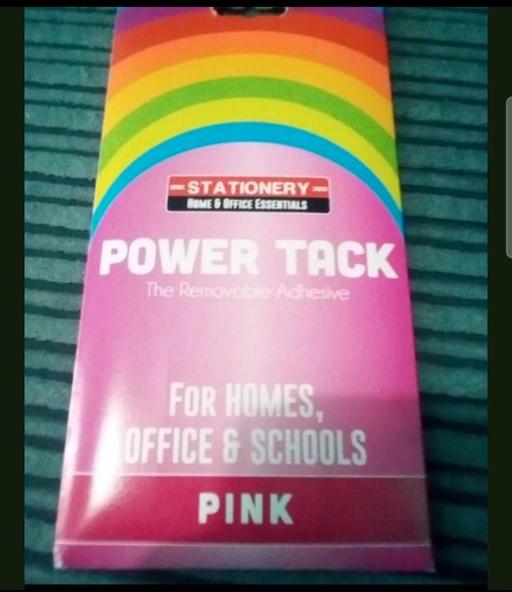 STATIONERY
HOME & OFFICE ESSENTIALS
POWER TACK
The Removable Adhesive
FOR HOMES,
OFFICE & SCHOOLS
PINK